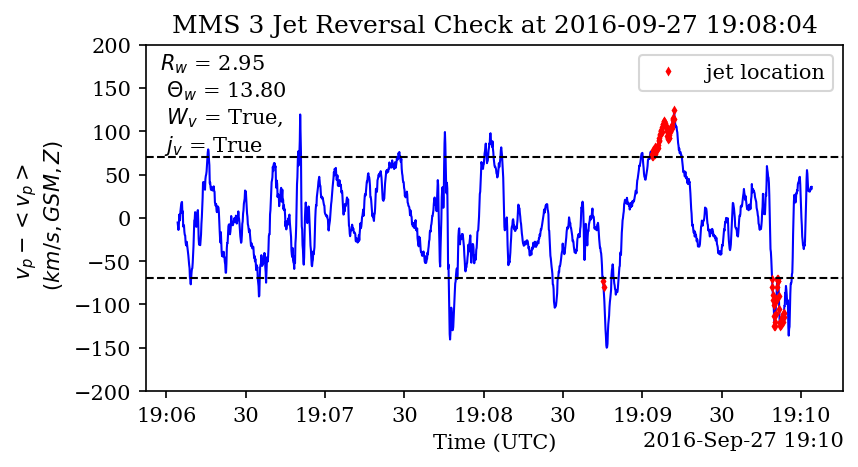 MMS 3 Jet Reversal Check at 2016-09-27 19:08:04
R_w = 2.95
Θ_w = 13.80
W_v = True,
j_v = True
jet location
v_p - < v_p >
(km/s, GSM, Z)
200
150
100
50
0
−50
−100
−150
−200
19:06 30 19:07 30 19:08 30 19:09 30 19:10
Time (UTC)
2016-Sep-27 19:10